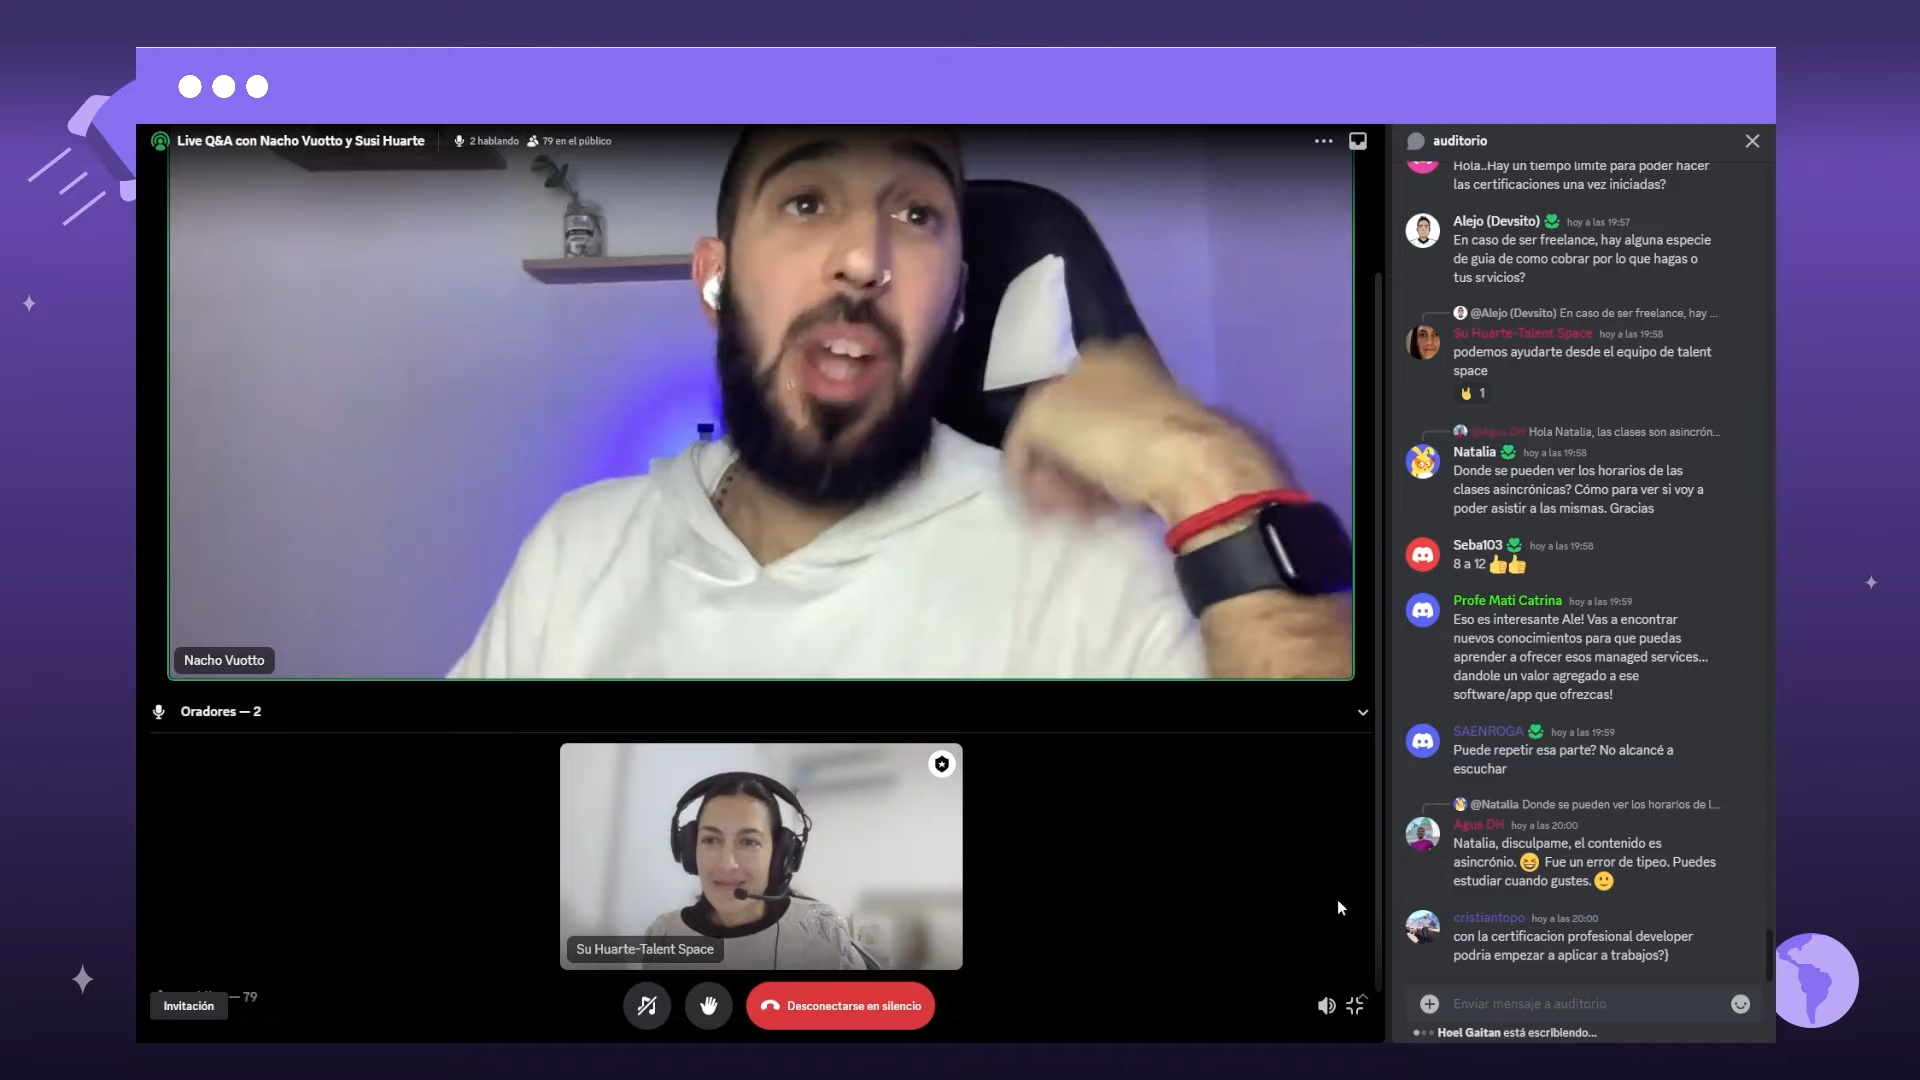 Live Q&A con Nacho Vuotto y Susi Huarte
2 hablando
79 en el público
Nacho Vuotto
Oradores — 2
Su Huarte-Talent Space
— 79
Invitación
Desconectarse en silencio
auditorio
Hola..Hay un tiempo limite para poder hacer
las certificaciones una vez iniciadas?
Alejo (Devsito) hoy a las 19:57
En caso de ser freelance, hay alguna especie
de guia de como cobrar por lo que hagas o
tus srvicios?
@Alejo (Devsito) En caso de ser freelance, hay ...
Su Huarte-Talent Space hoy a las 19:58
podemos ayudarte desde el equipo de talent
space
1
@Agus DH Hola Natalia, las clases son asincrón...
Natalia hoy a las 19:58
Donde se pueden ver los horarios de las
clases asincrónicas? Cómo para ver si voy a
poder asistir a las mismas. Gracias
Seba103 hoy a las 19:58
8 a 12 👍👍
Profe Mati Catrina hoy a las 19:59
Eso es interesante Ale! Vas a encontrar
nuevos conocimientos para que puedas
aprender a ofrecer esos managed services...
dandole un valor agregado a ese
software/app que ofrezcas!
SAENROGA hoy a las 19:59
Puede repetir esa parte? No alcancé a
escuchar
@Natalia Donde se pueden ver los horarios de l...
Agus DH hoy a las 20:00
Natalia, disculpame, el contenido es
asincrónio. 😆 Fue un error de tipeo. Puedes
estudiar cuando gustes. 🙂
cristiantopo hoy a las 20:00
con la certificacion profesional developer
podria empezar a aplicar a trabajos?}
Enviar mensaje a auditorio
Hoel Gaitan está escribiendo...